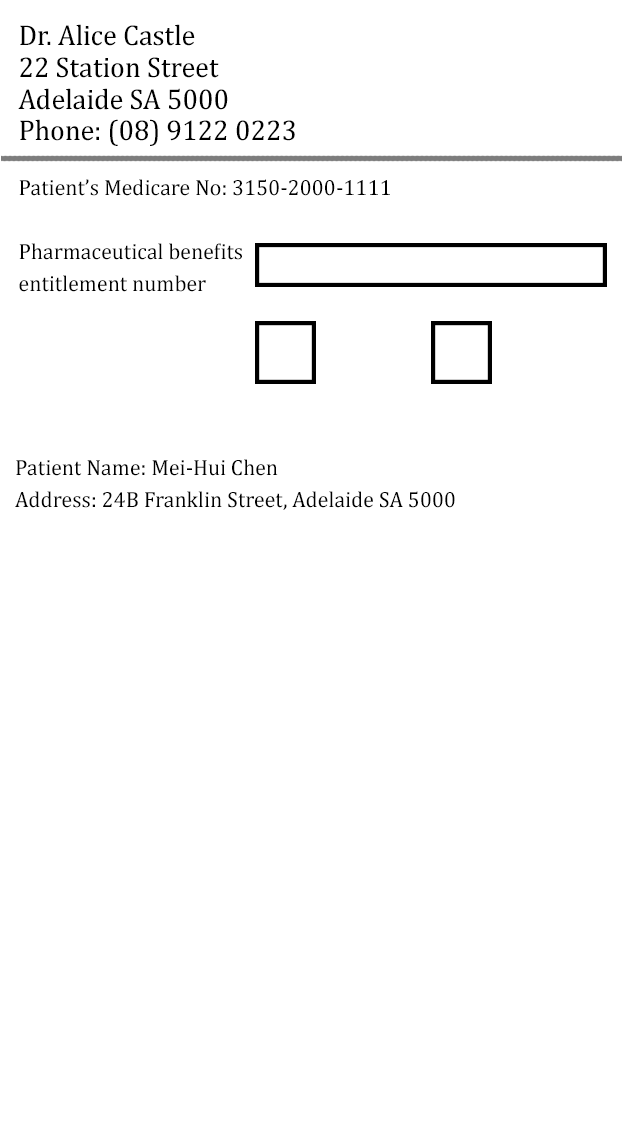 Dr. Alice Castle
22 Station Street
Adelaide SA 5000
Phone: (08) 9122 0223
Patient’s Medicare No: 3150-2000-1111
Pharmaceutical benefits
entitlement number
Patient Name: Mei-Hui Chen
Address: 24B Franklin Street, Adelaide SA 5000